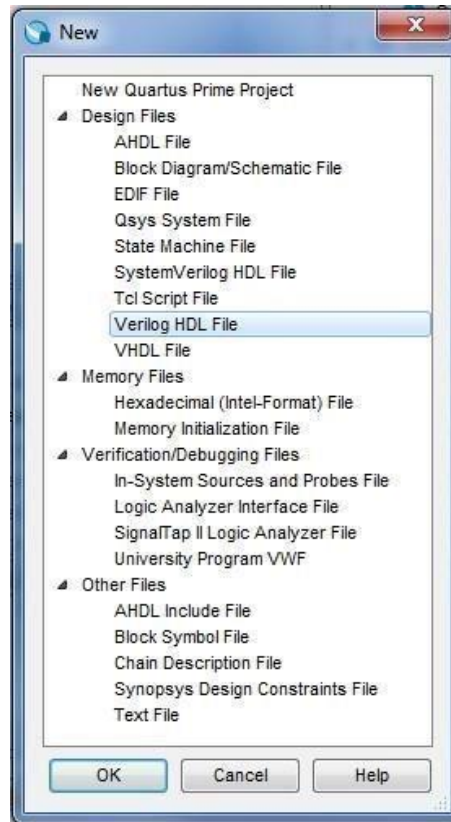 New
New Quartus Prime Project
Design Files
AHDL File
Block Diagram/Schematic File
EDIF File
Qsys System File
State Machine File
SystemVerilog HDL File
Tcl Script File
Verilog HDL File
VHDL File
Memory Files
Hexadecimal (Intel-Format) File
Memory Initialization File
Verification/Debugging Files
In-System Sources and Probes File
Logic Analyzer Interface File
SignalTap II Logic Analyzer File
University Program VWF
Other Files
AHDL Include File
Block Symbol File
Chain Description File
Synopsys Design Constraints File
Text File
OK Cancel Help